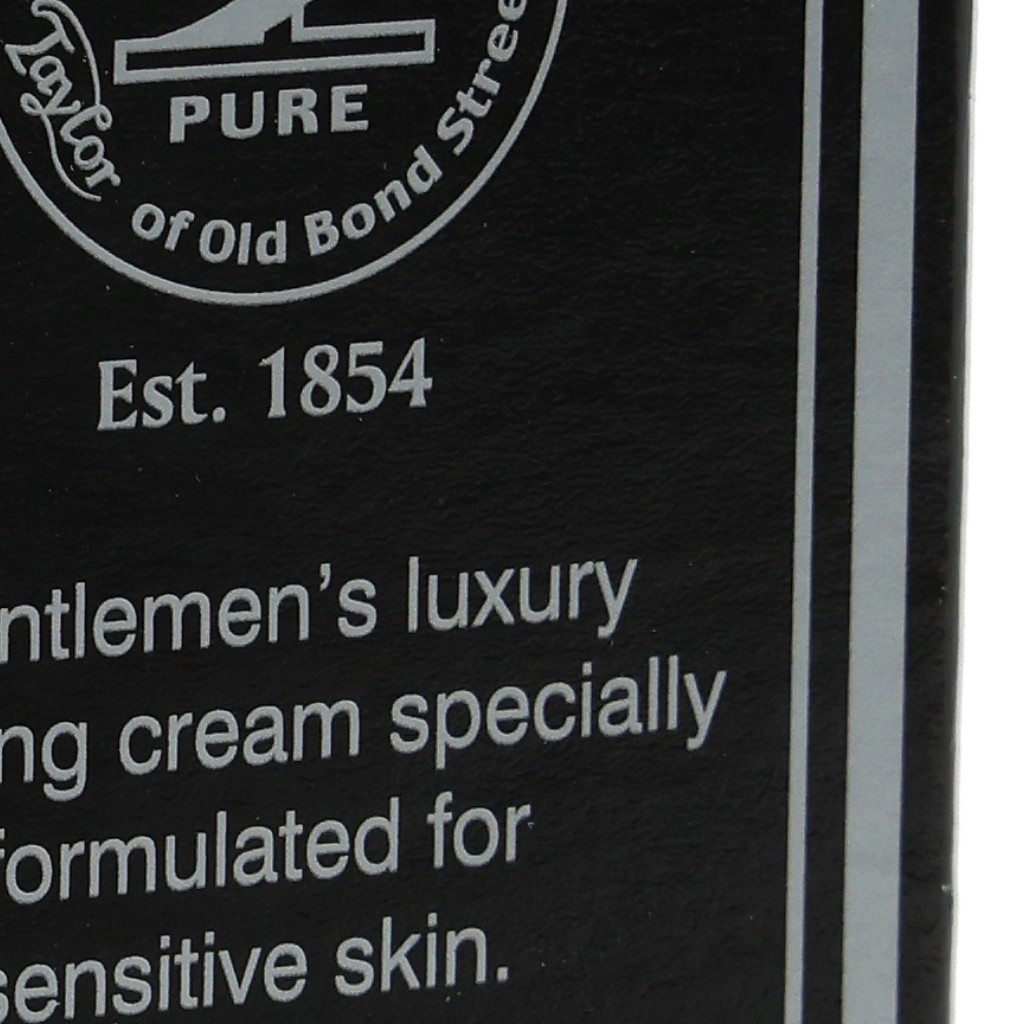 Taylor
of Old Bond Stree
PURE
Est. 1854
ntlemen's luxury
ng cream specially
formulated for
sensitive skin.